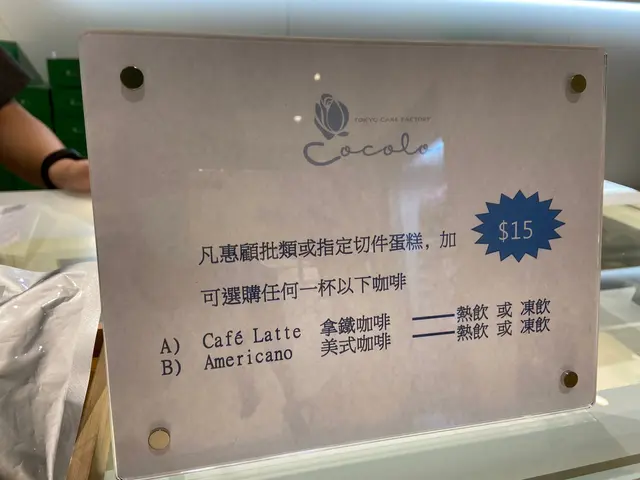 TOKYO CAKE FACTORY
Cocolo
凡惠顧批類或指定切件蛋糕，加 $15
可選購任何一杯以下咖啡
A) Café Latte 拿鐵咖啡 ——熱飲 或 凍飲
B) Americano 美式咖啡 ——熱飲 或 凍飲